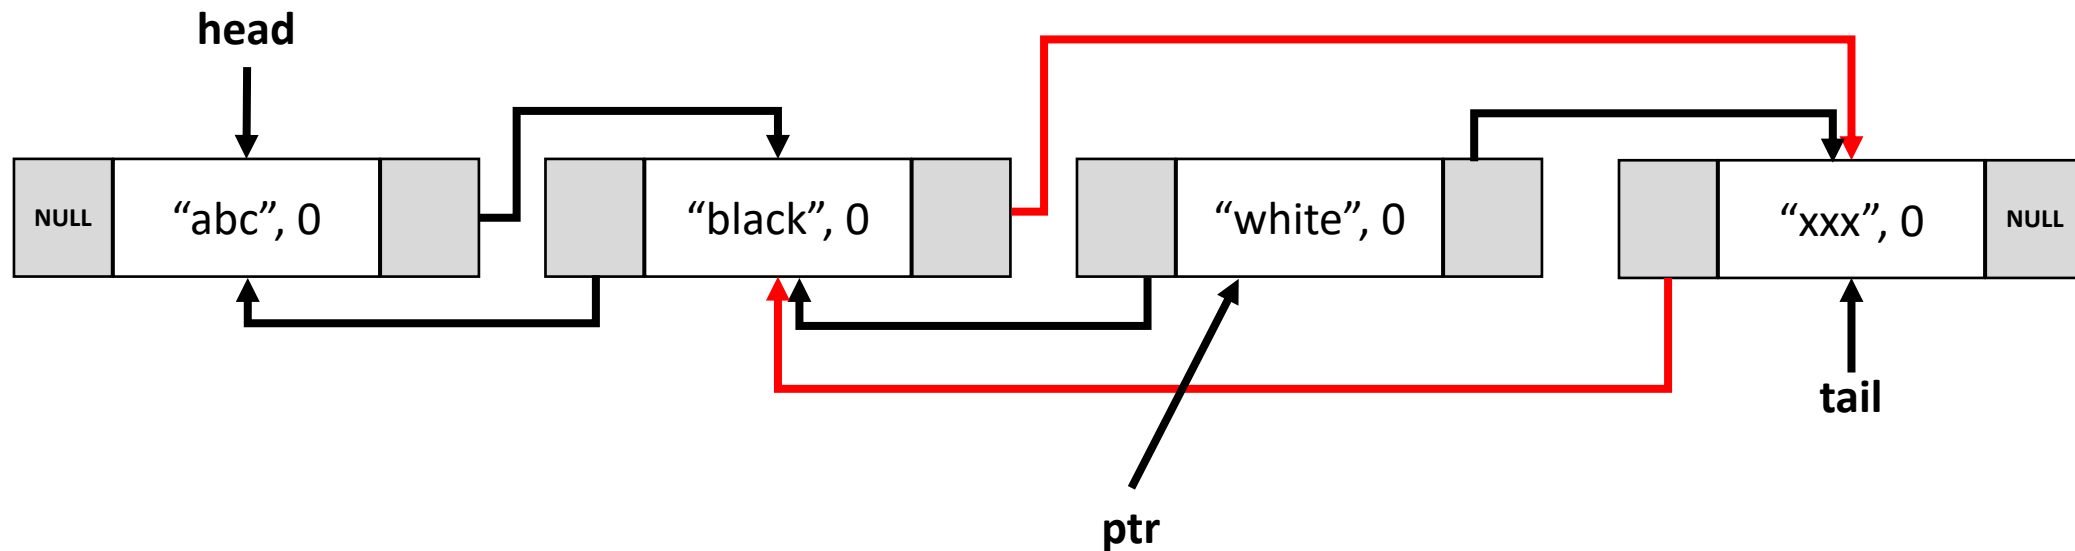 head
NULL
“abc”, 0
“black”, 0
“white”, 0
“xxx”, 0
NULL
tail
ptr